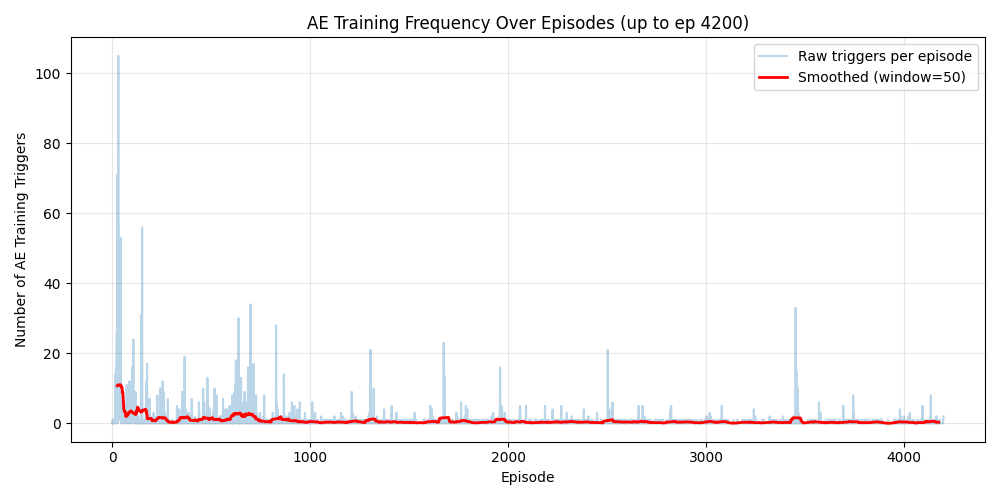 AE Training Frequency Over Episodes (up to ep 4200)
Raw triggers per episode
Smoothed (window=50)
Number of AE Training Triggers
100
80
60
40
20
0
0 1000 2000 3000 4000
Episode